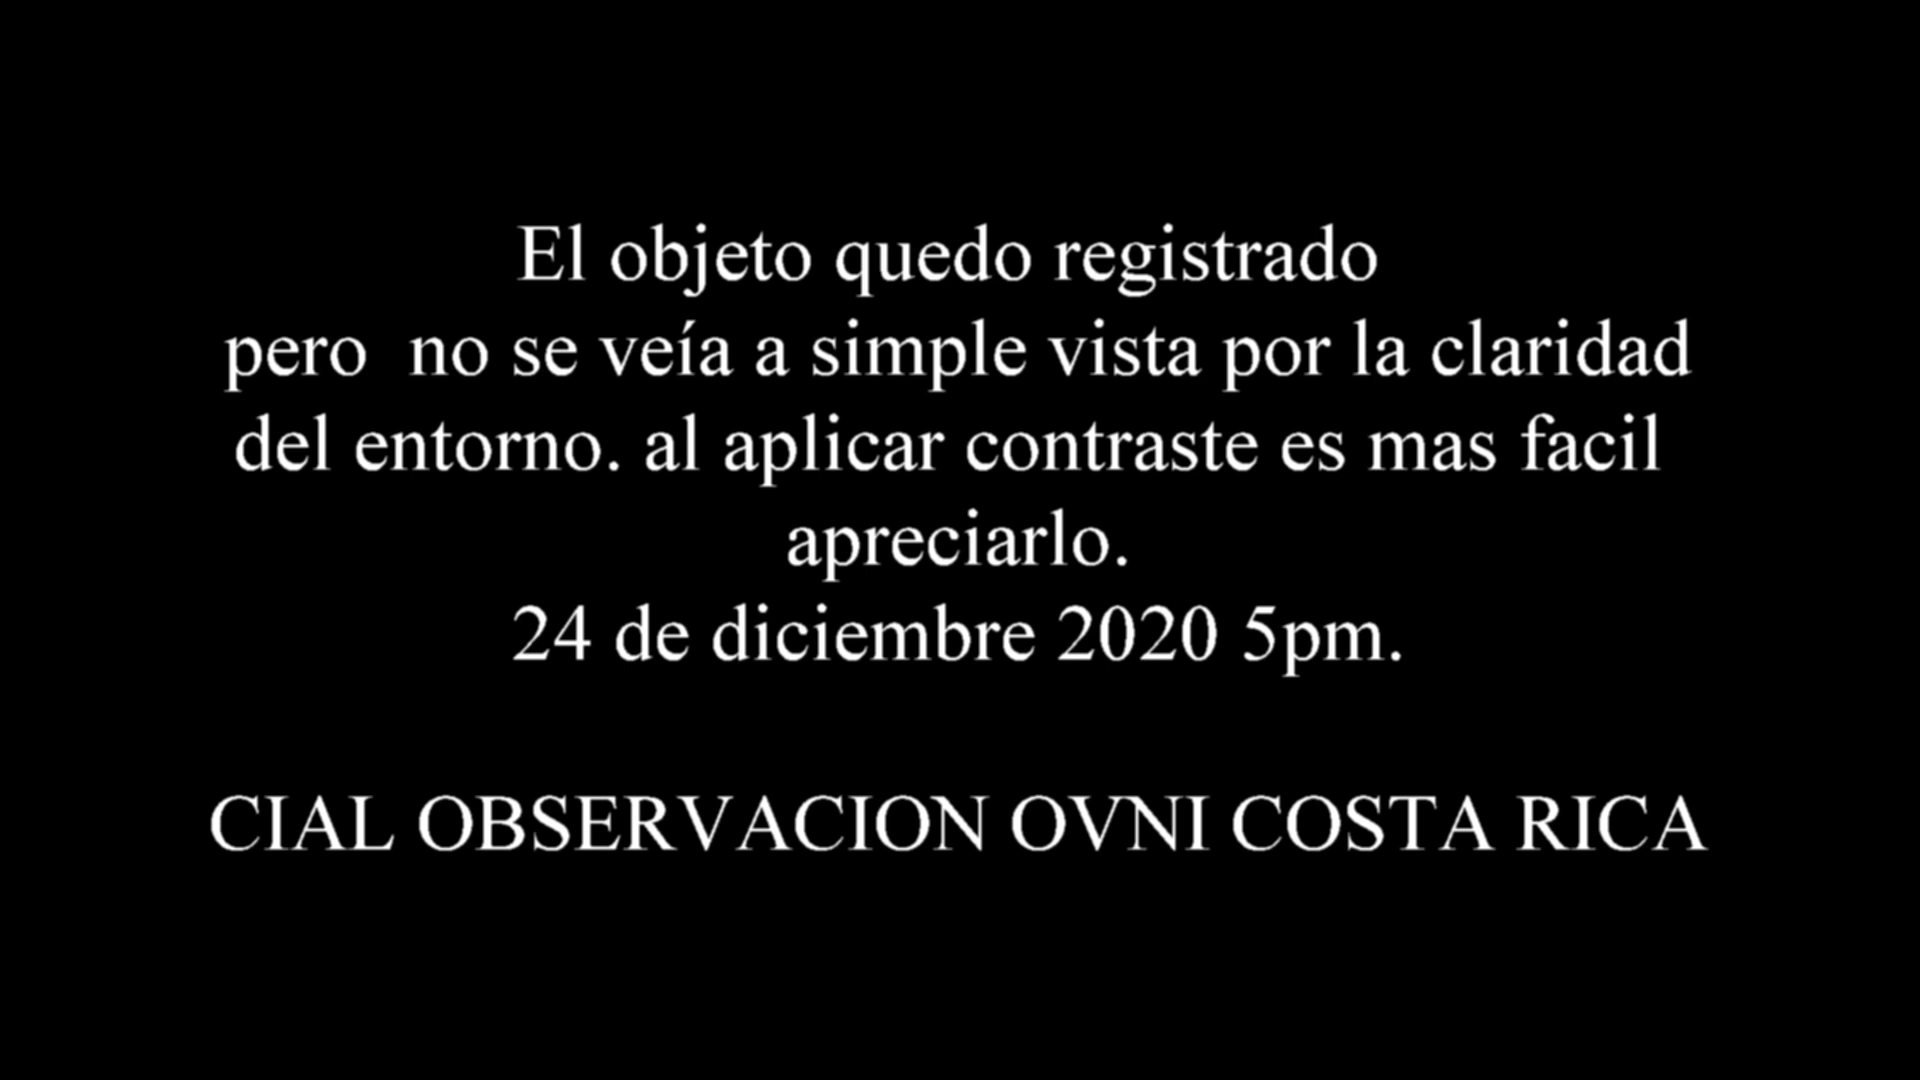 El objeto quedo registrado
pero  no se veía a simple vista por la claridad
del entorno. al aplicar contraste es mas facil
apreciarlo.
24 de diciembre 2020 5pm.
CIAL OBSERVACION OVNI COSTA RICA